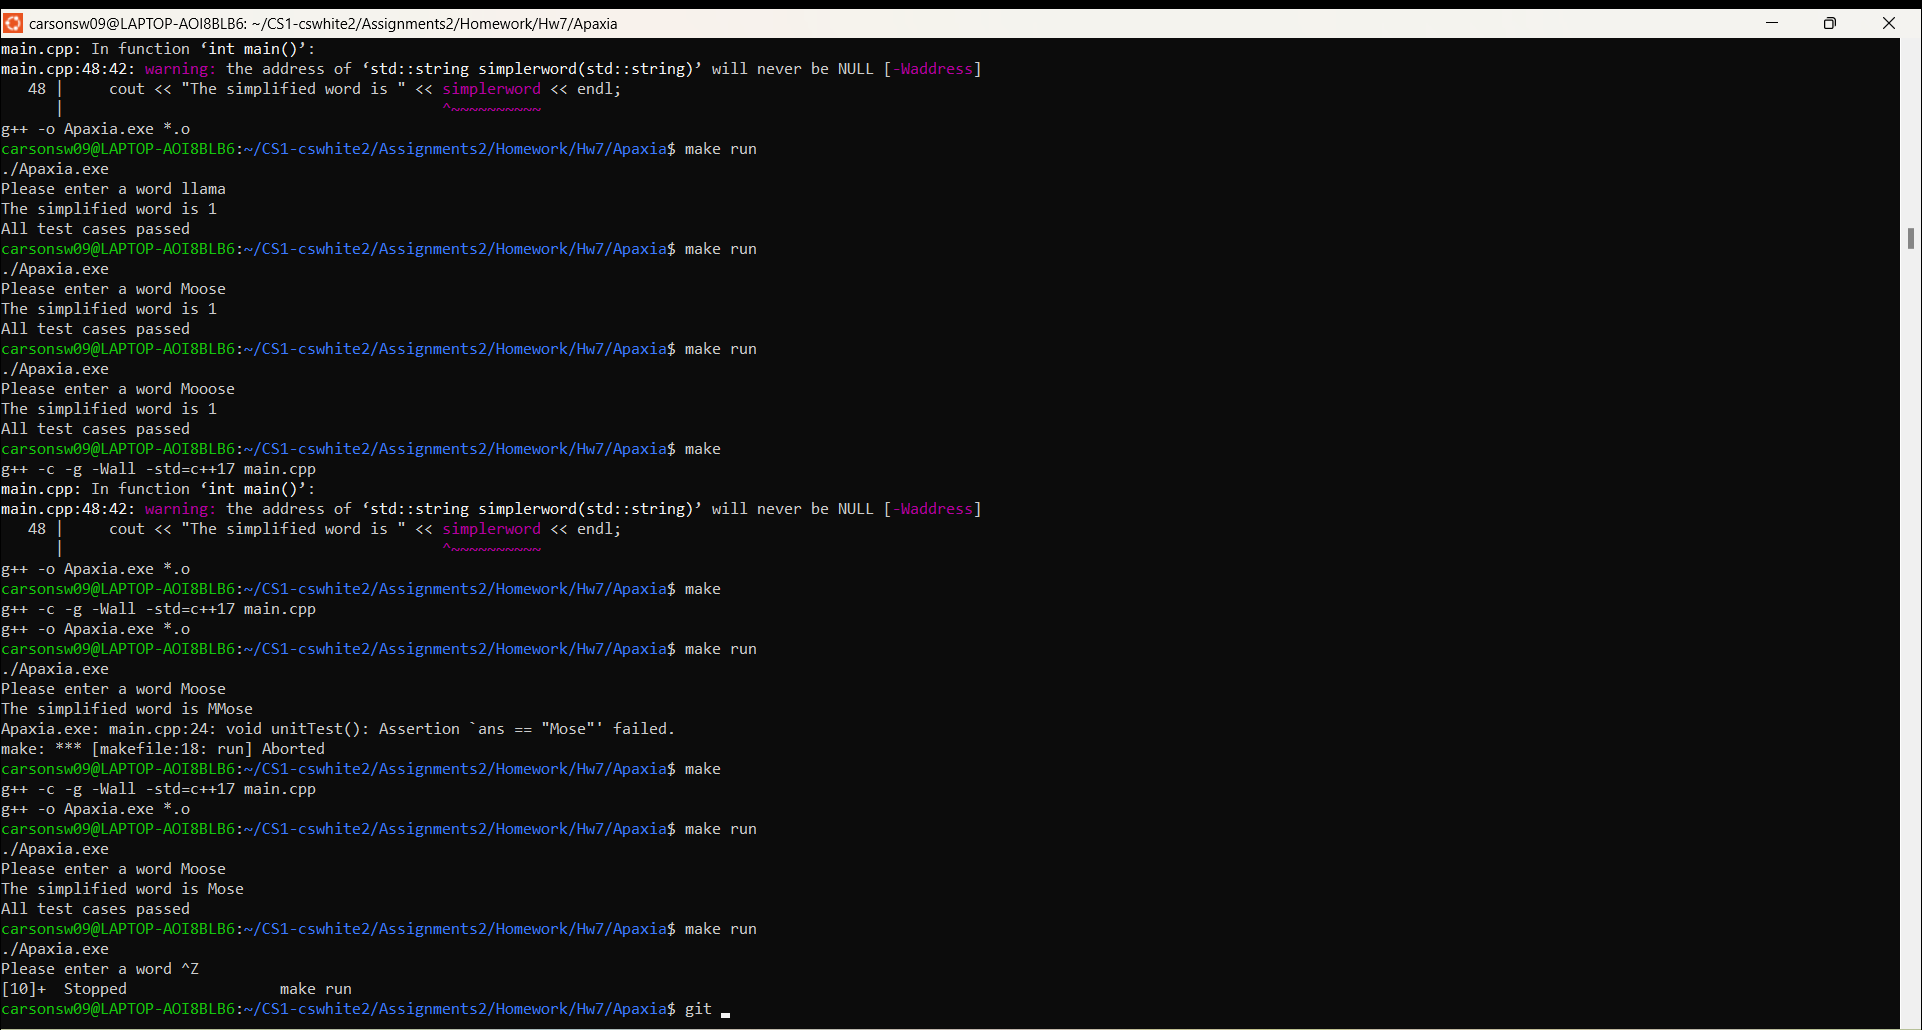 carsonsw09@LAPTOP-AOI8BLB6: ~/CS1-cswhite2/Assignments2/Homework/Hw7/Apaxia
main.cpp: In function ‘int main()’:
main.cpp:48:42: warning: the address of ‘std::string simplerword(std::string)’ will never be NULL [-Waddress]
   48 |     cout << "The simplified word is " << simplerword << endl;
      |                                          ^~~~~~~~~~~
g++ -o Apaxia.exe *.o
carsonsw09@LAPTOP-AOI8BLB6:~/CS1-cswhite2/Assignments2/Homework/Hw7/Apaxia$ make run
./Apaxia.exe
Please enter a word llama
The simplified word is 1
All test cases passed
carsonsw09@LAPTOP-AOI8BLB6:~/CS1-cswhite2/Assignments2/Homework/Hw7/Apaxia$ make run
./Apaxia.exe
Please enter a word Moose
The simplified word is 1
All test cases passed
carsonsw09@LAPTOP-AOI8BLB6:~/CS1-cswhite2/Assignments2/Homework/Hw7/Apaxia$ make run
./Apaxia.exe
Please enter a word Mooose
The simplified word is 1
All test cases passed
carsonsw09@LAPTOP-AOI8BLB6:~/CS1-cswhite2/Assignments2/Homework/Hw7/Apaxia$ make
g++ -c -g -Wall -std=c++17 main.cpp
main.cpp: In function ‘int main()’:
main.cpp:48:42: warning: the address of ‘std::string simplerword(std::string)’ will never be NULL [-Waddress]
   48 |     cout << "The simplified word is " << simplerword << endl;
      |                                          ^~~~~~~~~~~
g++ -o Apaxia.exe *.o
carsonsw09@LAPTOP-AOI8BLB6:~/CS1-cswhite2/Assignments2/Homework/Hw7/Apaxia$ make
g++ -c -g -Wall -std=c++17 main.cpp
g++ -o Apaxia.exe *.o
carsonsw09@LAPTOP-AOI8BLB6:~/CS1-cswhite2/Assignments2/Homework/Hw7/Apaxia$ make run
./Apaxia.exe
Please enter a word Moose
The simplified word is MMose
Apaxia.exe: main.cpp:24: void unitTest(): Assertion `ans == "Mose"' failed.
make: *** [makefile:18: run] Aborted
carsonsw09@LAPTOP-AOI8BLB6:~/CS1-cswhite2/Assignments2/Homework/Hw7/Apaxia$ make
g++ -c -g -Wall -std=c++17 main.cpp
g++ -o Apaxia.exe *.o
carsonsw09@LAPTOP-AOI8BLB6:~/CS1-cswhite2/Assignments2/Homework/Hw7/Apaxia$ make run
./Apaxia.exe
Please enter a word Moose
The simplified word is Mose
All test cases passed
carsonsw09@LAPTOP-AOI8BLB6:~/CS1-cswhite2/Assignments2/Homework/Hw7/Apaxia$ make run
./Apaxia.exe
Please enter a word ^Z
[10]+  Stopped                 make run
carsonsw09@LAPTOP-AOI8BLB6:~/CS1-cswhite2/Assignments2/Homework/Hw7/Apaxia$ git